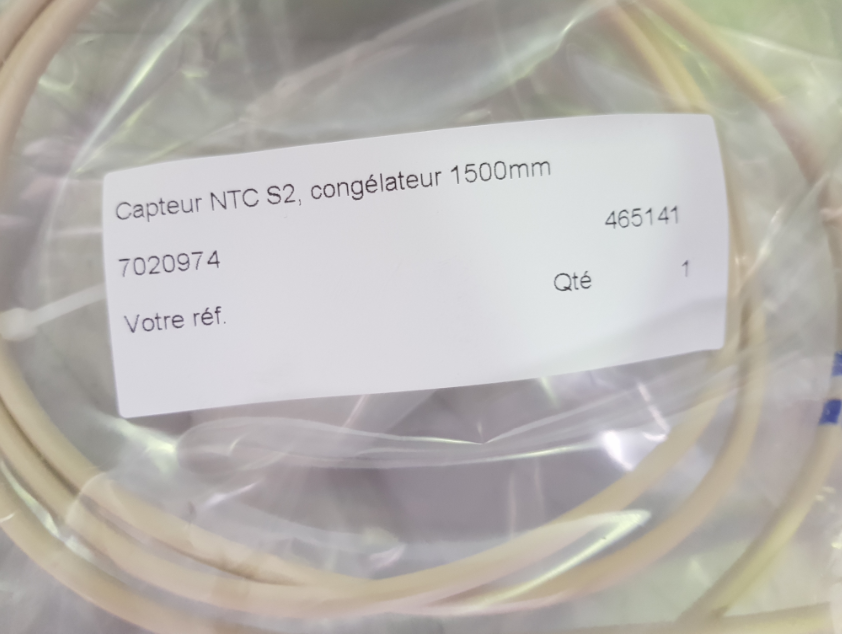 Capteur NTC S2, congélateur 1500mm
465141
7020974
Qté 1
Votre réf.